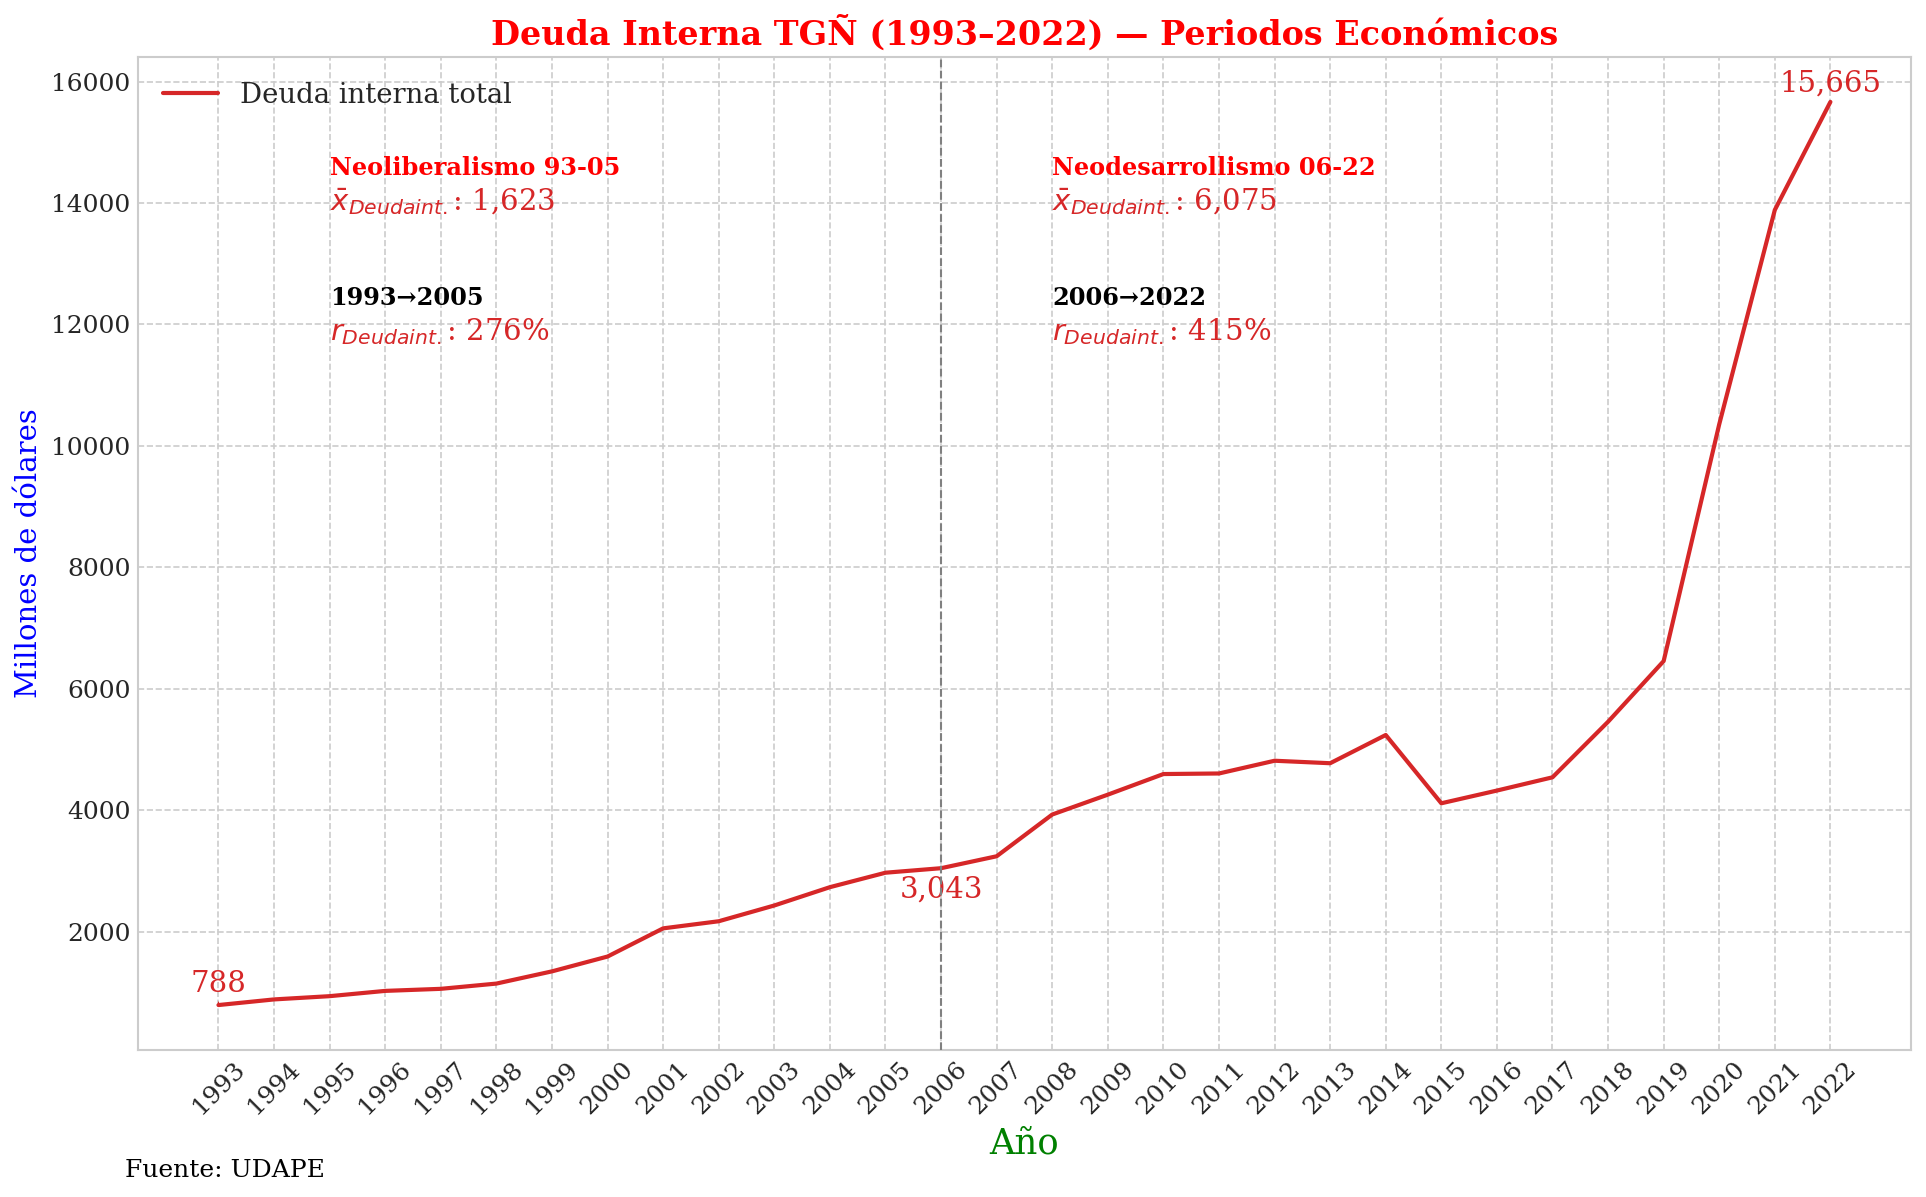 Deuda Interna TGÑ (1993–2022) — Periodos Económicos
16000
14000
12000
10000
8000
6000
4000
2000
Millones de dólares
Deuda interna total
Neoliberalismo 93-05
x̄Deudaint.: 1,623
1993→2005
rDeudaint.: 276%
Neodesarrollismo 06-22
x̄Deudaint.: 6,075
2006→2022
rDeudaint.: 415%
15,665
3,043
788
1993 1994 1995 1996 1997 1998 1999 2000 2001 2002 2003 2004 2005 2006 2007 2008 2009 2010 2011 2012 2013 2014 2015 2016 2017 2018 2019 2020 2021 2022
Año
Fuente: UDAPE